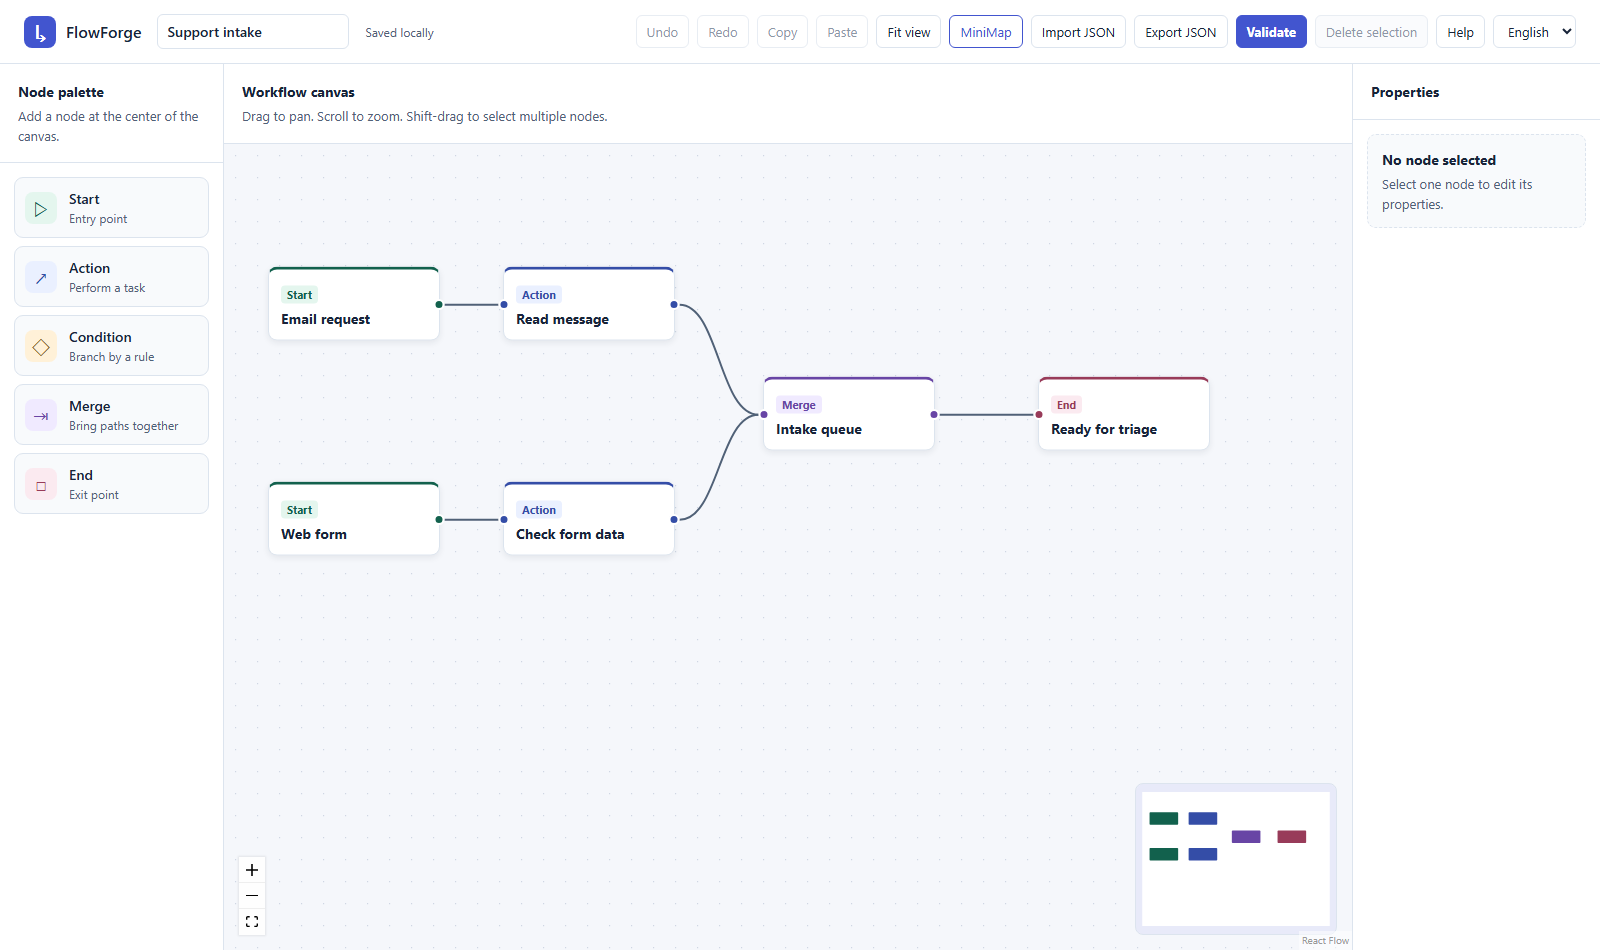 FlowForge
Support intake
Saved locally
Undo
Redo
Copy
Paste
Fit view
MiniMap
Import JSON
Export JSON
Validate
Delete selection
Help
English
Node palette
Add a node at the center of the
canvas.
Start
Entry point
Action
Perform a task
Condition
Branch by a rule
Merge
Bring paths together
End
Exit point
Workflow canvas
Drag to pan. Scroll to zoom. Shift-drag to select multiple nodes.
Start
Email request
Action
Read message
Merge
Intake queue
End
Ready for triage
Start
Web form
Action
Check form data
React Flow
Properties
No node selected
Select one node to edit its
properties.